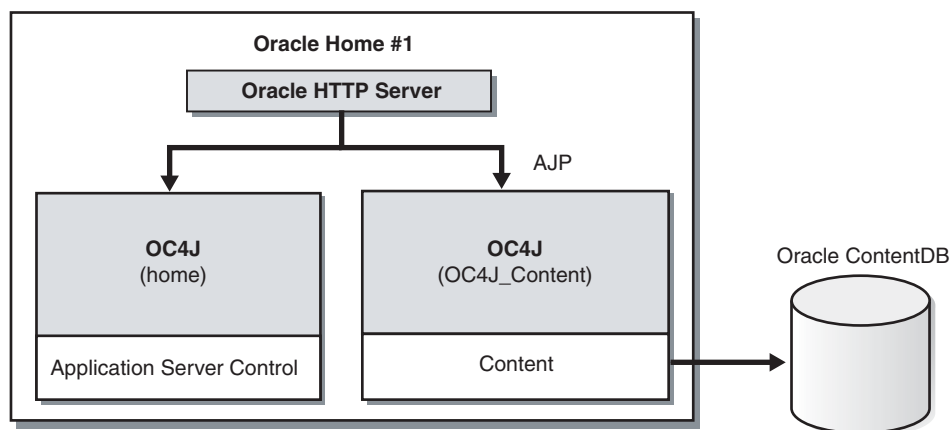 Oracle Home #1
Oracle HTTP Server
AJP
OC4J
(home)
Application Server Control
OC4J
(OC4J_Content)
Content
Oracle ContentDB